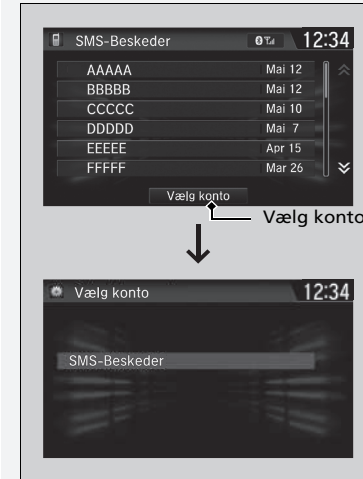 SMS-Beskeder 12:34
AAAAA Mai 12
BBBBB Mai 12
CCCCC Mai 10
DDDDD Mai 7
EEEEE Apr 15
FFFFF Mar 26
Vælg konto
Vælg konto
Vælg konto 12:34
SMS-Beskeder